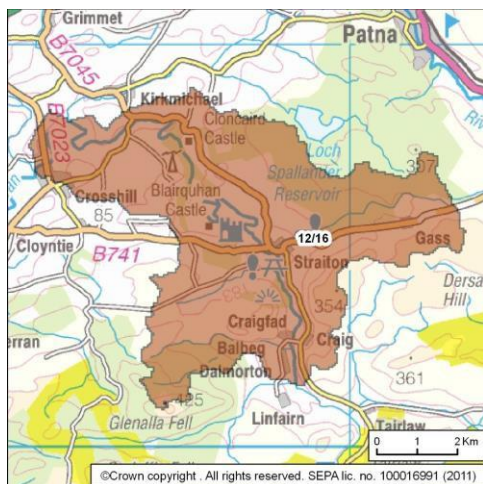 Grimmet
Patna
B7045
Kirkmichael
Cloncaird
Castle
B7023
Loch
Spallander
Reservoir
307
Blairquhan
Castle
Crosshill
85
12/16
Cloyntie
B741
Straiton
Gass
183
Dersa
Hill
354
Craigfad
Craig
Balbeg
Dalmorton
erran
361
425
Glenalla Fell
Linfairn
Tairlaw
0 1 2 Km
©Crown copyright . All rights reserved. SEPA lic. no. 100016991 (2011)